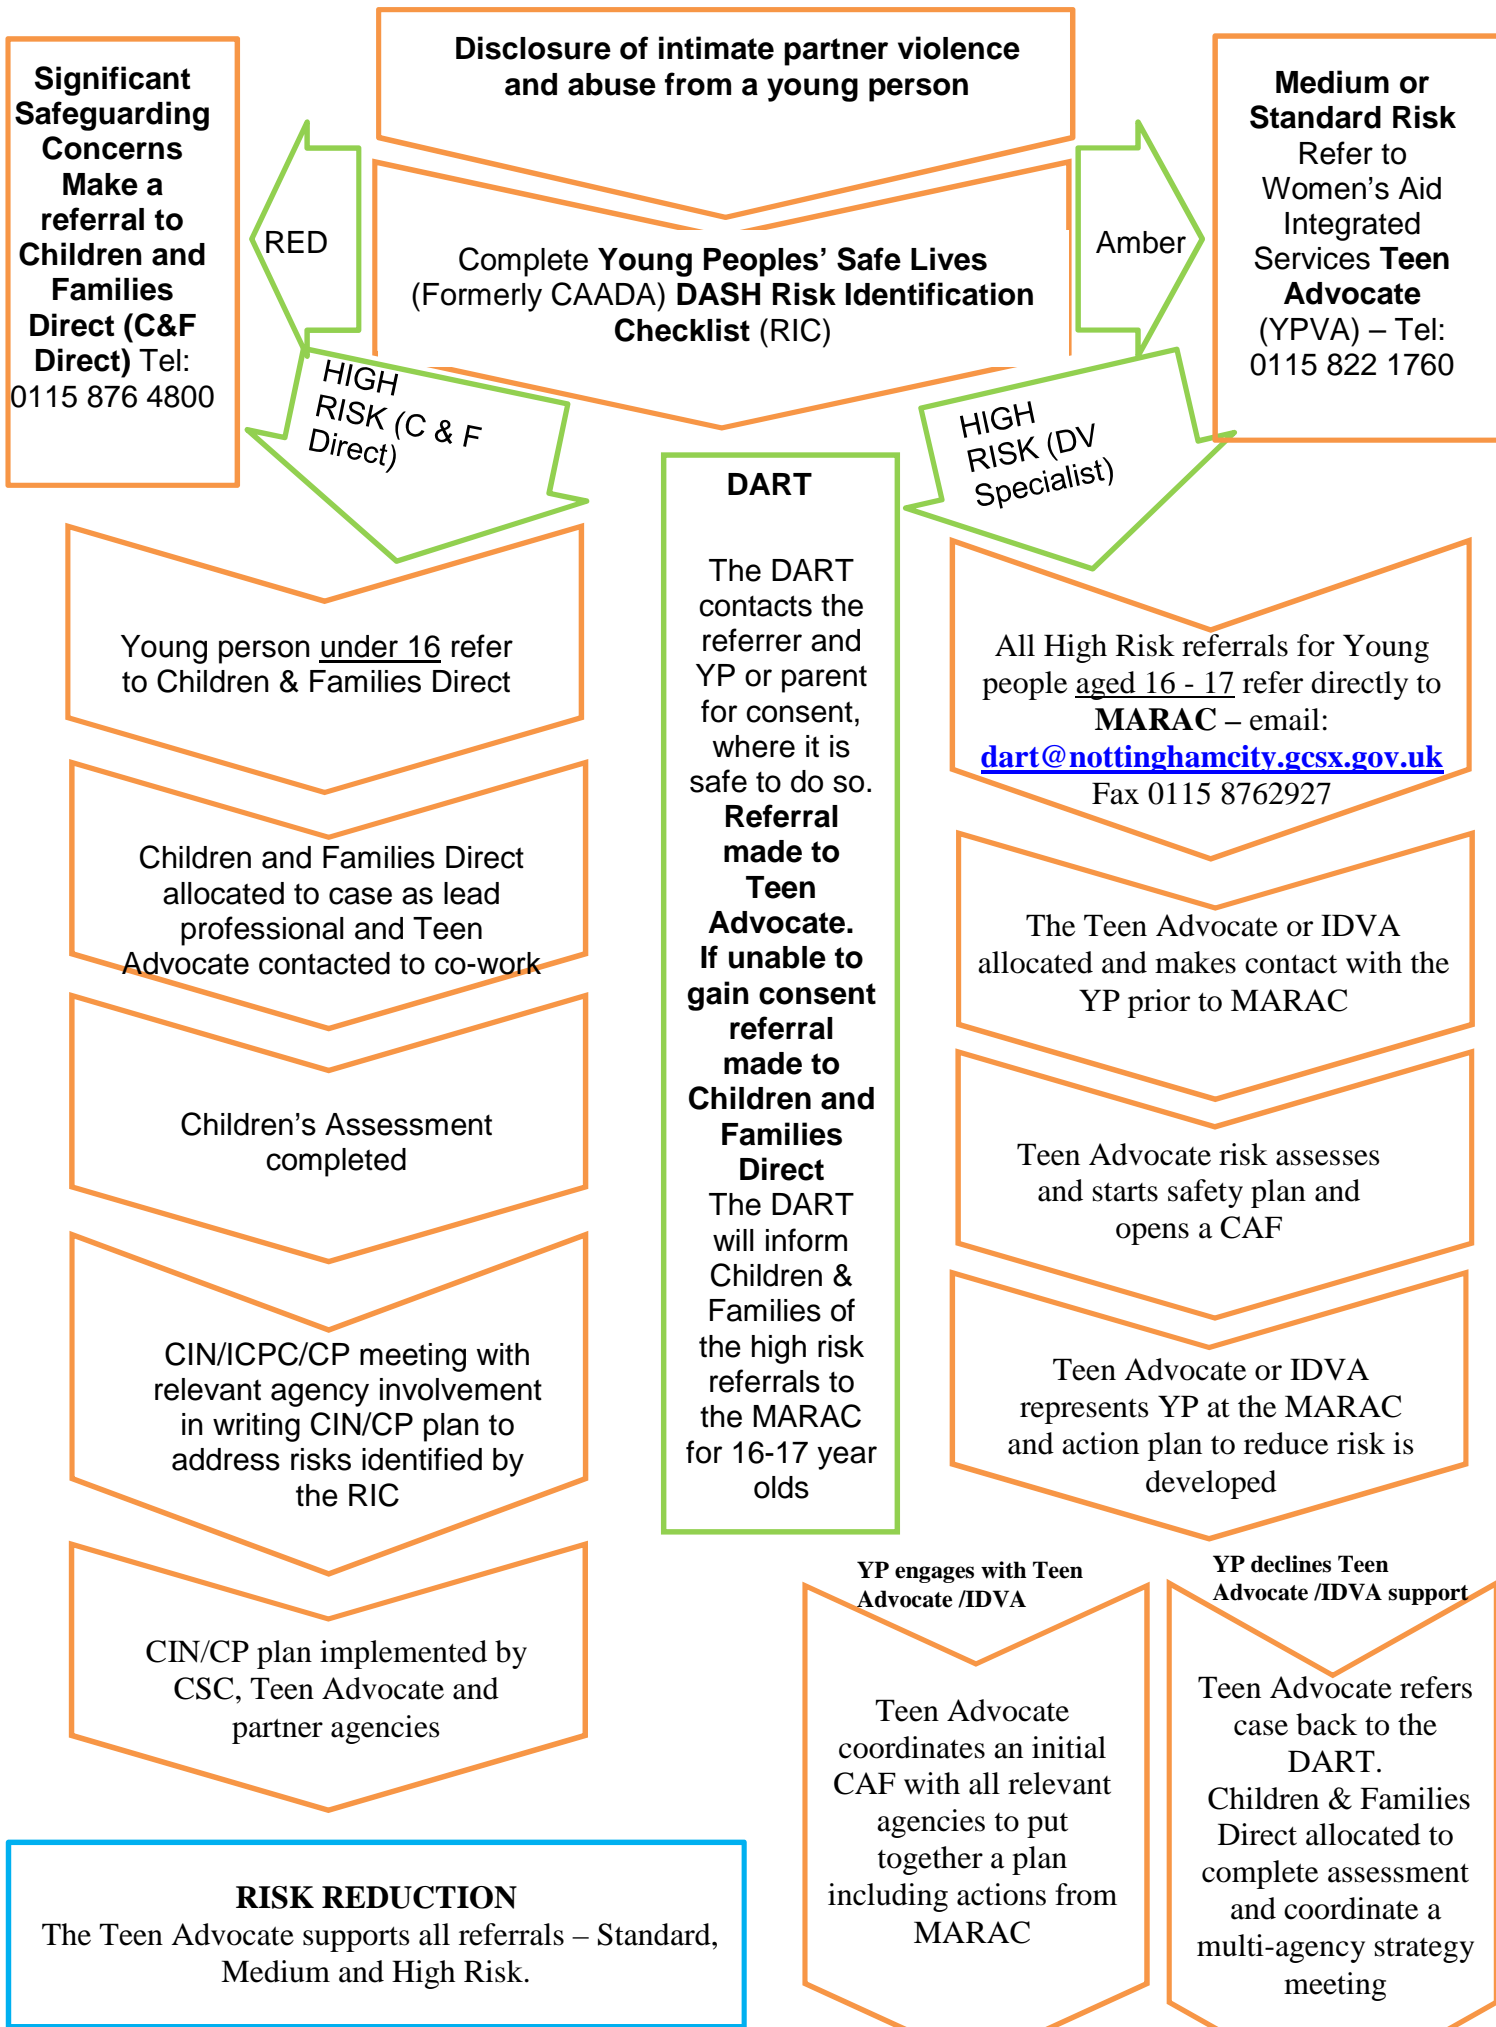 Disclosure of intimate partner violence
and abuse from a young person
Significant
Safeguarding
Concerns
Make a
referral to
Children and
Families
Direct (C&F
Direct) Tel:
0115 876 4800
RED
Complete Young Peoples’ Safe Lives
(Formerly CAADA) DASH Risk Identification
Checklist (RIC)
Amber
Medium or
Standard Risk
Refer to
Women’s Aid
Integrated
Services Teen
Advocate
(YPVA) – Tel:
0115 822 1760
HIGH
RISK (C & F
Direct)
HIGH
RISK (DV
Specialist)
Young person under 16 refer
to Children & Families Direct
Children and Families Direct
allocated to case as lead
professional and Teen
Advocate contacted to co-work
Children’s Assessment
completed
CIN/ICPC/CP meeting with
relevant agency involvement
in writing CIN/CP plan to
address risks identified by
the RIC
CIN/CP plan implemented by
CSC, Teen Advocate and
partner agencies
DART
The DART
contacts the
referrer and
YP or parent
for consent,
where it is
safe to do so.
Referral
made to
Teen
Advocate.
If unable to
gain consent
referral
made to
Children and
Families
Direct
The DART
will inform
Children &
Families of
the high risk
referrals to
the MARAC
for 16-17 year
olds
All High Risk referrals for Young
people aged 16 - 17 refer directly to
MARAC – email:
dart@nottinghamcity.gcsx.gov.uk
Fax 0115 8762927
The Teen Advocate or IDVA
allocated and makes contact with the
YP prior to MARAC
Teen Advocate risk assesses
and starts safety plan and
opens a CAF
Teen Advocate or IDVA
represents YP at the MARAC
and action plan to reduce risk is
developed
YP engages with Teen
Advocate /IDVA
Teen Advocate
coordinates an initial
CAF with all relevant
agencies to put
together a plan
including actions from
MARAC
YP declines Teen
Advocate /IDVA support
Teen Advocate refers
case back to the
DART.
Children & Families
Direct allocated to
complete assessment
and coordinate a
multi-agency strategy
meeting
RISK REDUCTION
The Teen Advocate supports all referrals – Standard,
Medium and High Risk.